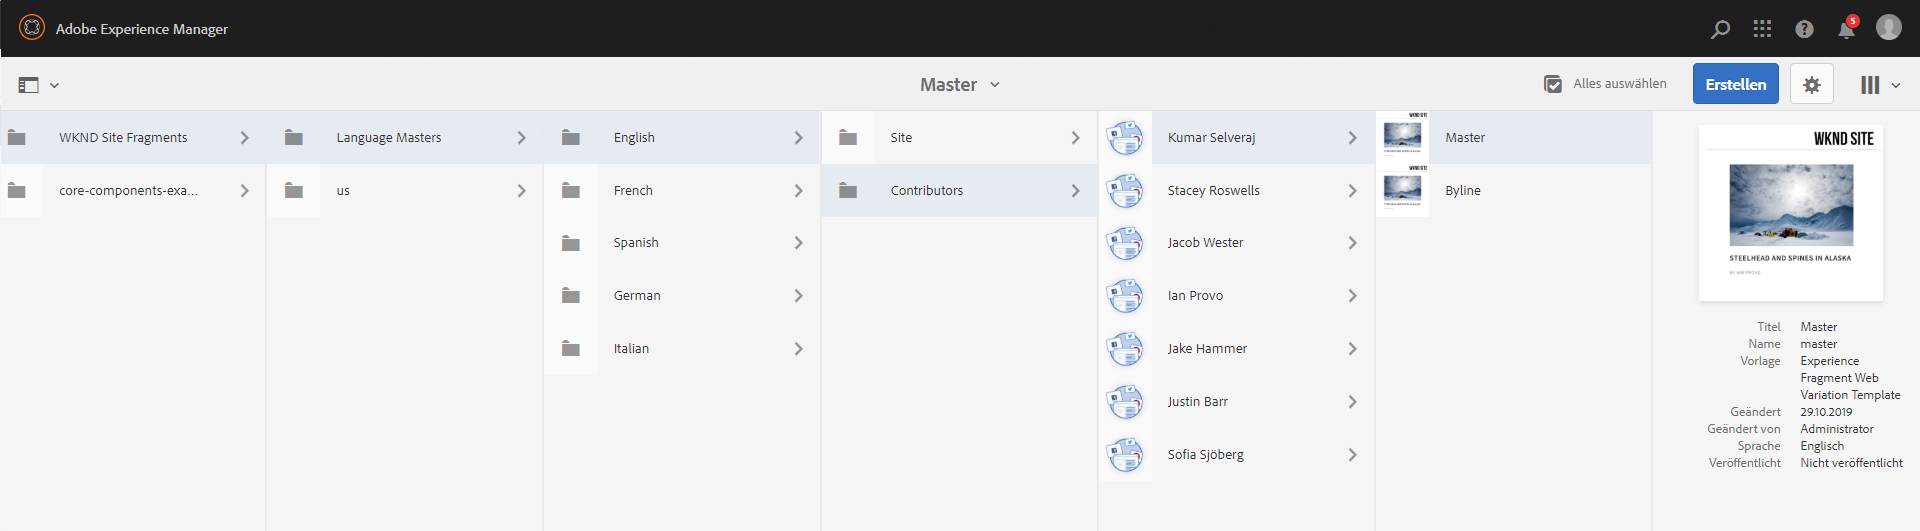 Adobe Experience Manager
5
Master
Alles auswählen
Erstellen
WKND Site Fragments
core-components-exa...
Language Masters
us
English
French
Spanish
German
Italian
Site
Contributors
Kumar Selveraj
Stacey Roswells
Jacob Wester
Ian Provo
Jake Hammer
Justin Barr
Sofia Sjöberg
Master
Byline
WKND SITE
STEELHEAD AND SPINES IN ALASKA
BY IAN PROVO
Titel Master
Name master
Vorlage Experience
Fragment Web
Variation Template
Geändert 29.10.2019
Geändert von Administrator
Sprache Englisch
Veröffentlicht Nicht veröffentlicht